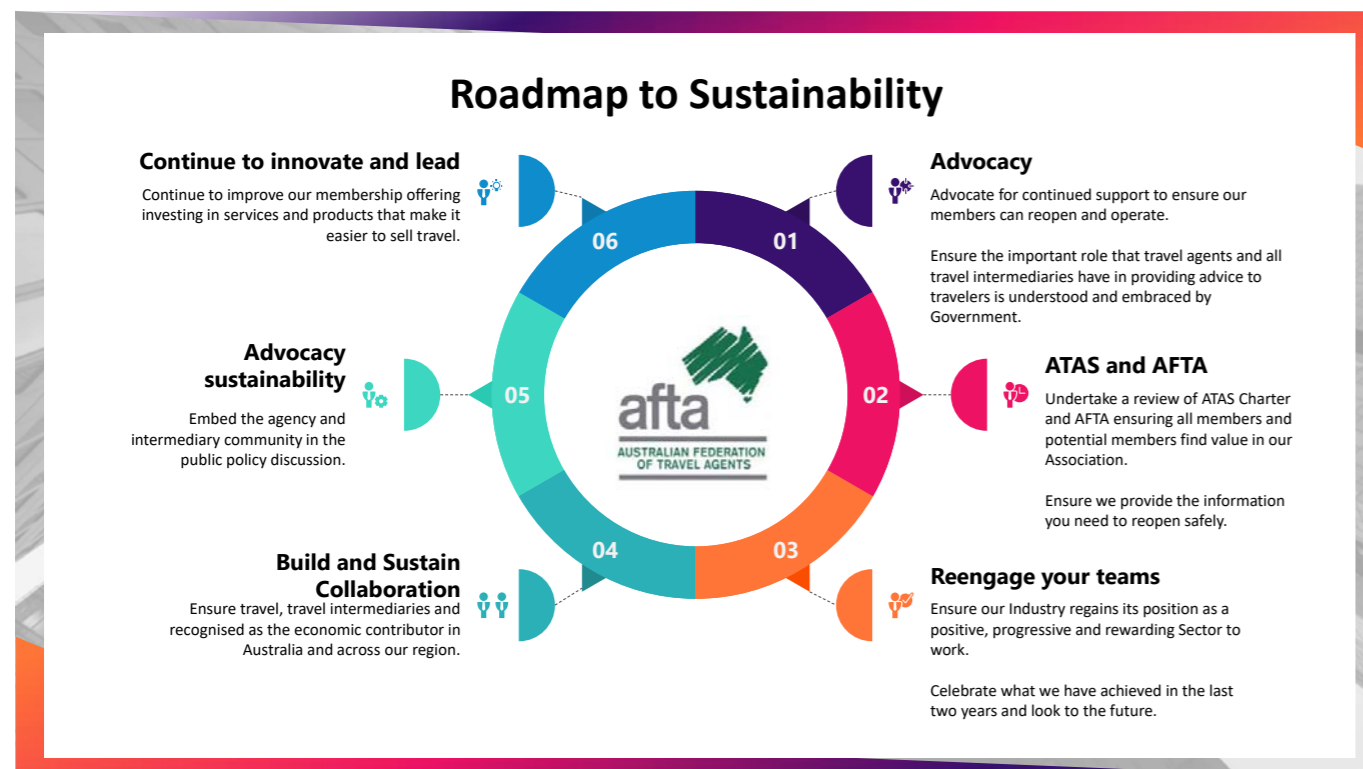 Roadmap to Sustainability
01
Advocacy
Advocate for continued support to ensure our
members can reopen and operate.
Ensure the important role that travel agents and all
travel intermediaries have in providing advice to
travelers is understood and embraced by
Government.
02
ATAS and AFTA
Undertake a review of ATAS Charter
and AFTA ensuring all members and
potential members find value in our
Association.
Ensure we provide the information
you need to reopen safely.
03
Reengage your teams
Ensure our Industry regains its position as a
positive, progressive and rewarding Sector to
work.
Celebrate what we have achieved in the last
two years and look to the future.
04
Build and Sustain
Collaboration
Ensure travel, travel intermediaries and
recognised as the economic contributor in
Australia and across our region.
05
Advocacy
sustainability
Embed the agency and
intermediary community in the
public policy discussion.
06
Continue to innovate and lead
Continue to improve our membership offering
investing in services and products that make it
easier to sell travel.
afta
AUSTRALIAN FEDERATION
OF TRAVEL AGENTS